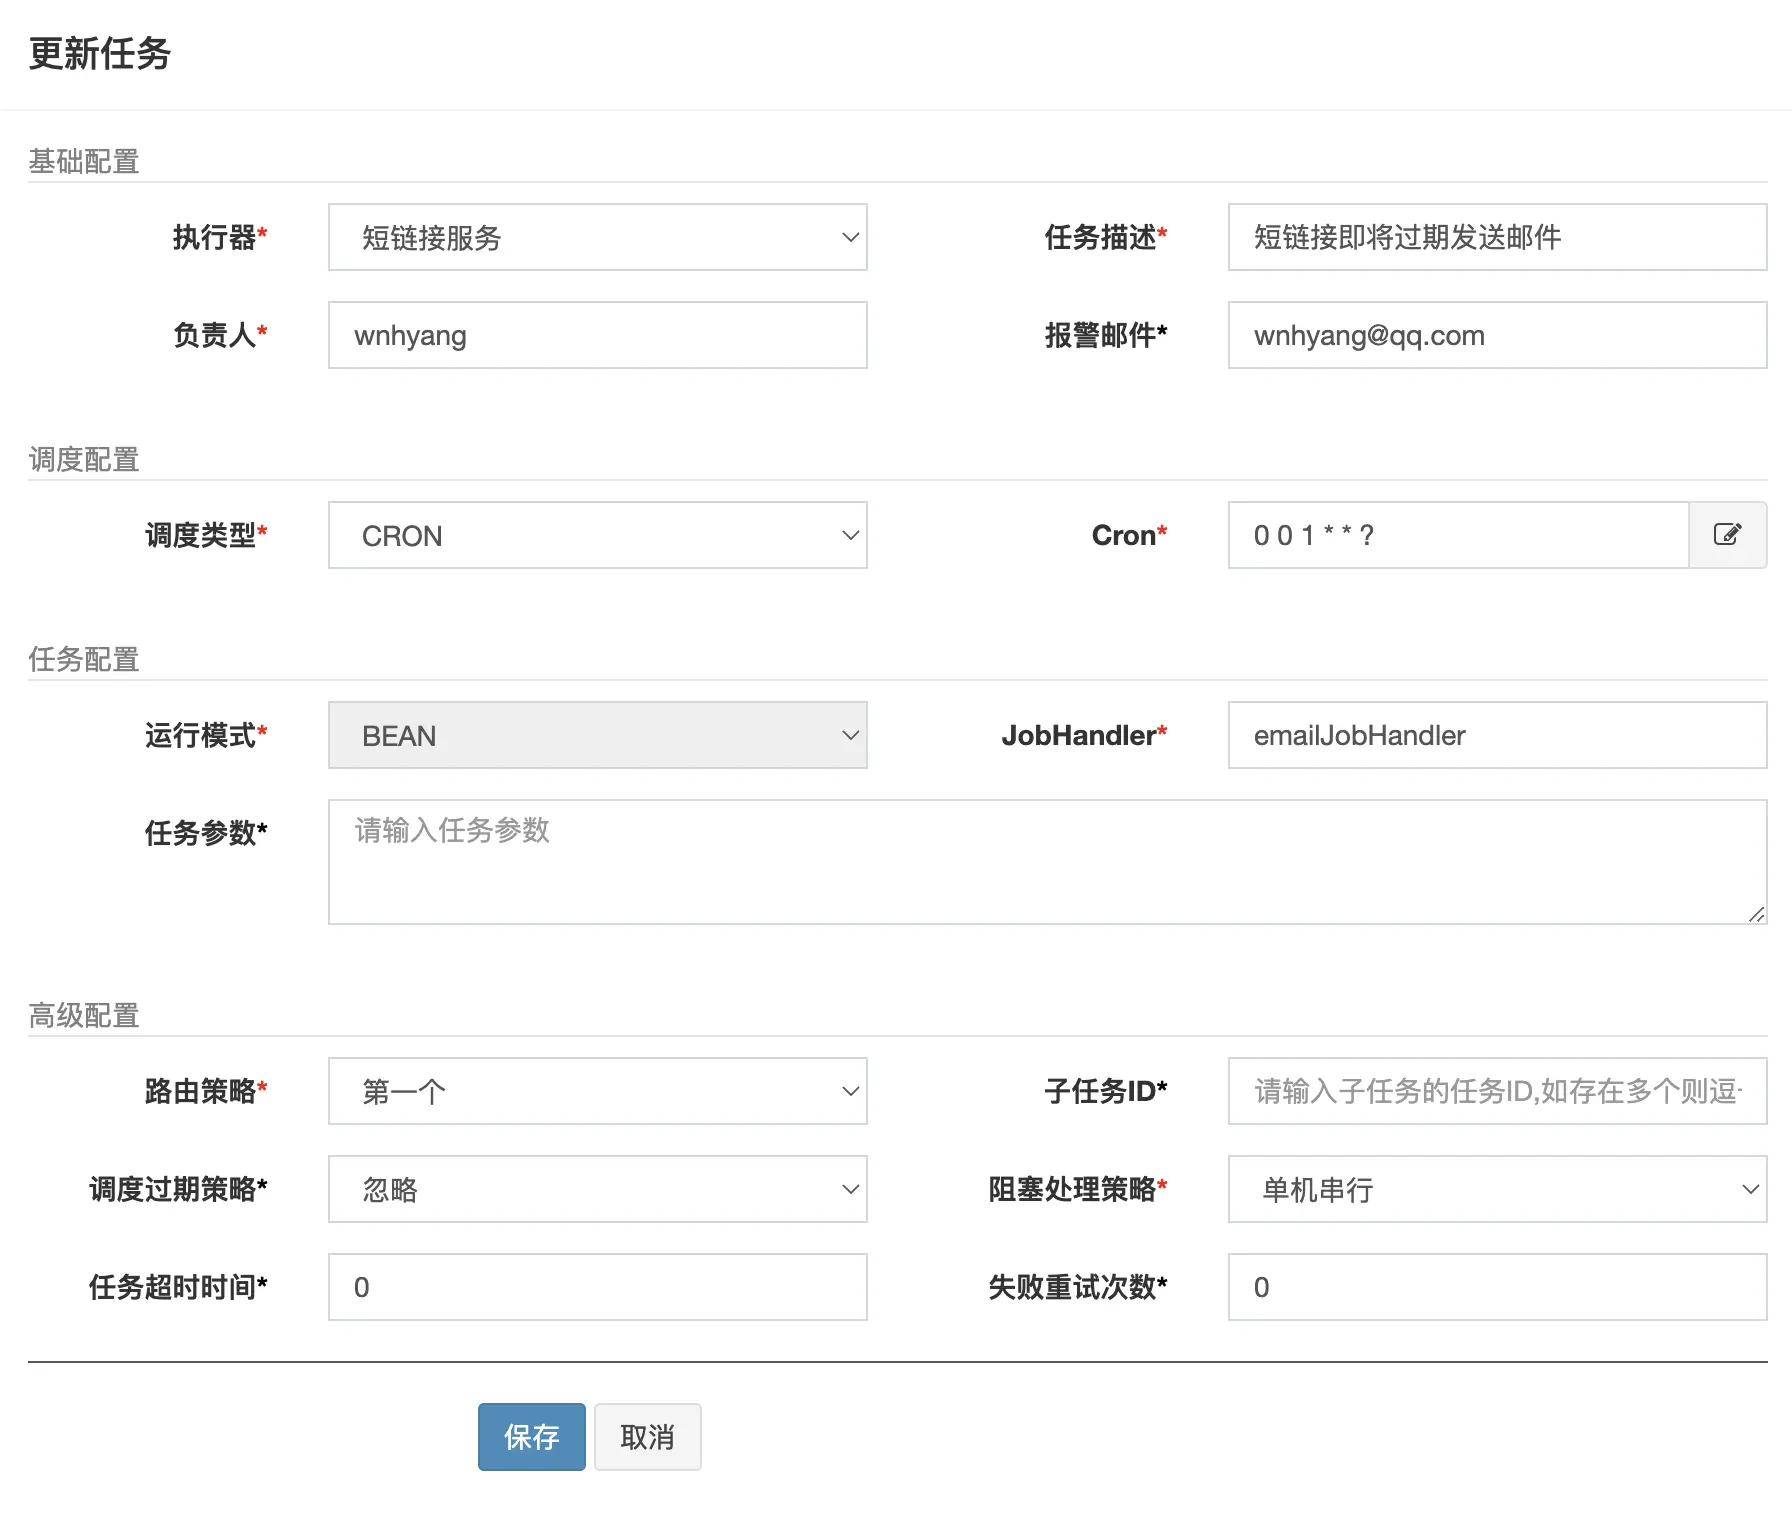 更新任务
基础配置
执行器* 短链接服务 任务描述* 短链接即将过期发送邮件
负责人* wnhyang 报警邮件* wnhyang@qq.com
调度配置
调度类型* CRON Cron* 0 0 1 * * ?
任务配置
运行模式* BEAN JobHandler* emailJobHandler
任务参数* 请输入任务参数
高级配置
路由策略* 第一个 子任务ID* 请输入子任务的任务ID,如存在多个则逗
调度过期策略* 忽略 阻塞处理策略* 单机串行
任务超时时间* 0 失败重试次数* 0
保存 取消